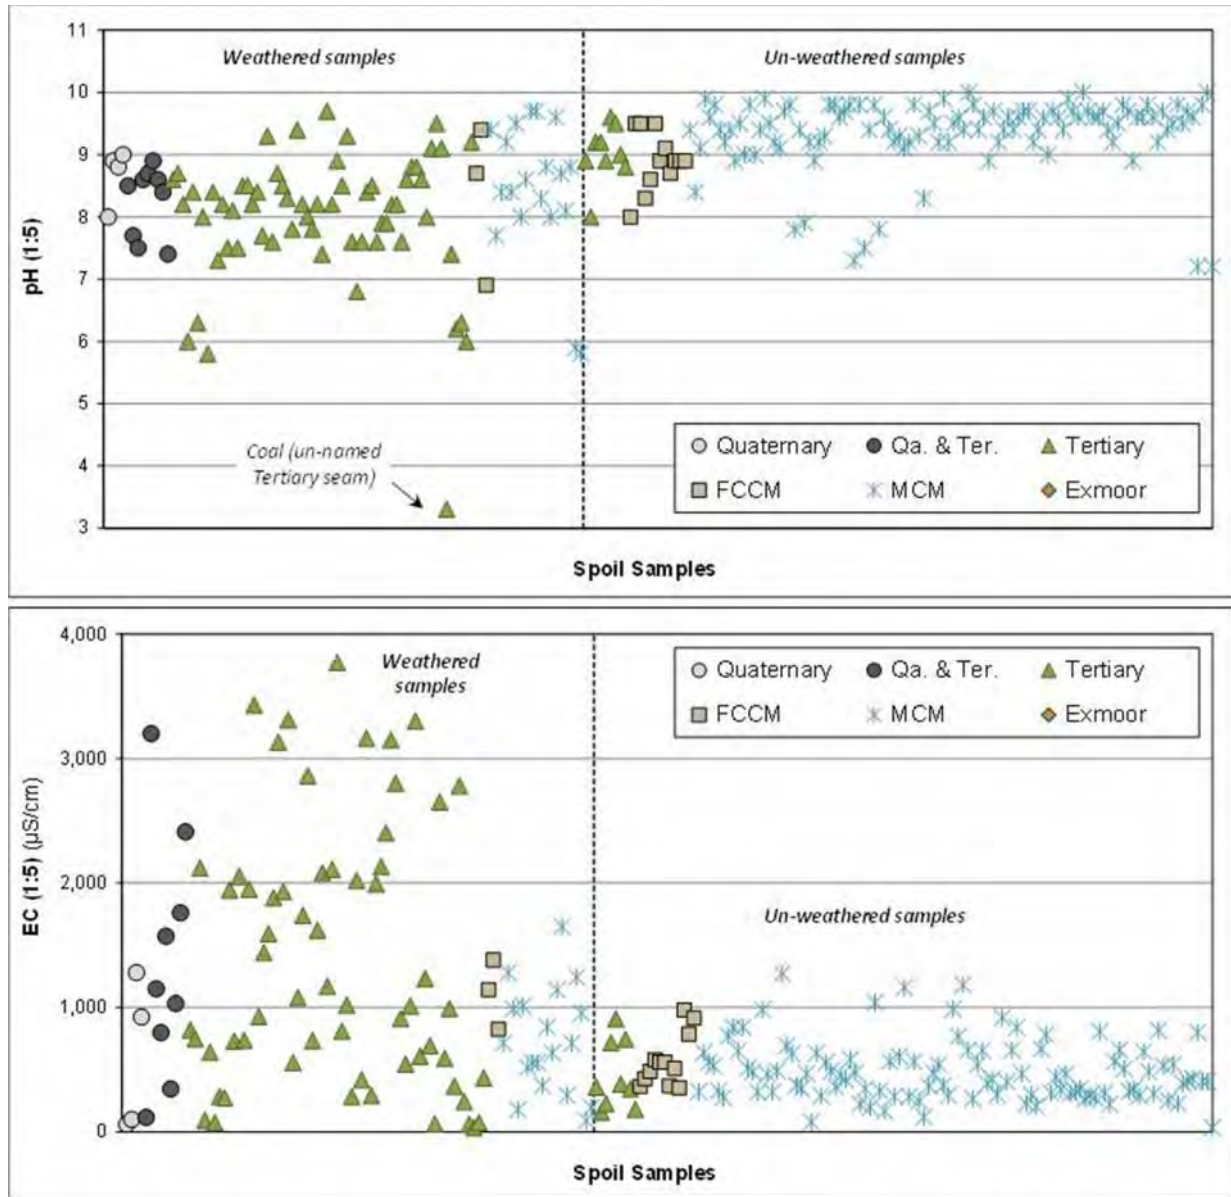 11
10
9
8
7
6
5
4
3
pH (1:5)
Weathered samples
Un-weathered samples
Coal (un-named
Tertiary seam)
Quaternary Qa. & Ter. Tertiary
FCCM MCM Exmoor
Spoil Samples
4,000
3,000
2,000
1,000
0
EC (1:5) (µS/cm)
Weathered
samples
Quaternary Qa. & Ter. Tertiary
FCCM MCM Exmoor
Un-weathered samples
Spoil Samples